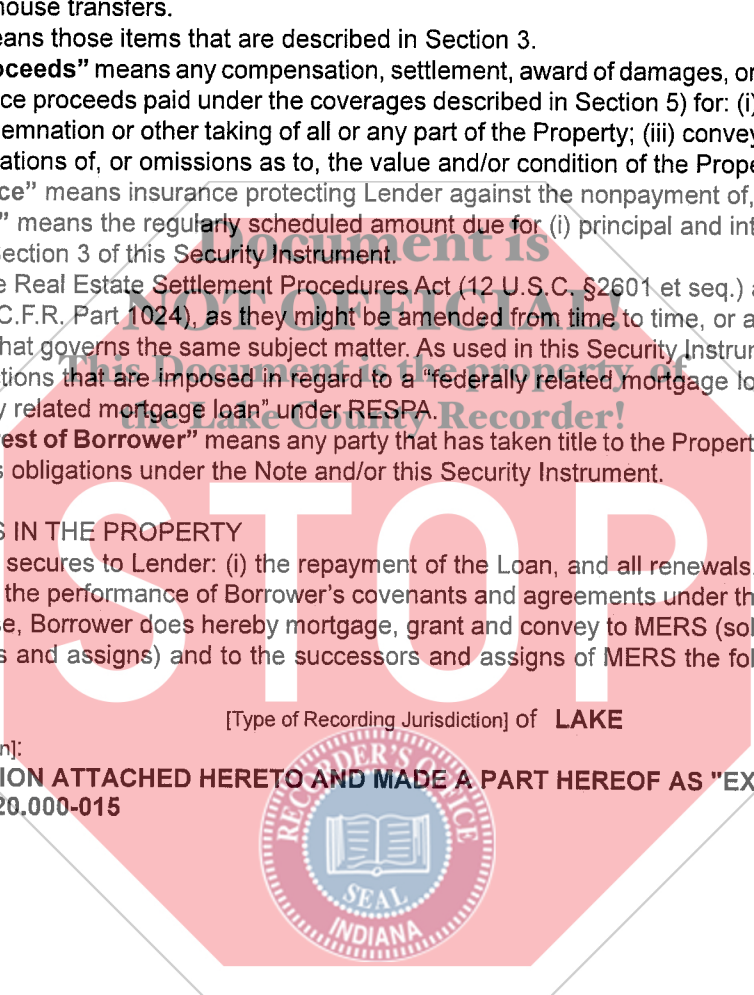 house transfers.
eans those items that are described in Section 3.
oceeds” means any compensation, settlement, award of damages, or
ce proceeds paid under the coverages described in Section 5) for: (i)
demnation or other taking of all or any part of the Property; (iii) convey
ations of, or omissions as to, the value and/or condition of the Prope
ce” means insurance protecting Lender against the nonpayment of,
” means the regularly scheduled amount due for (i) principal and int
Document is
ection 3 of this Security Instrument.
e Real Estate Settlement Procedures Act (12 U.S.C. §2601 et seq.) a
NOT OFFICIAL!
C.F.R. Part 1024), as they might be amended from time to time, or a
hat governs the same subject matter. As used in this Security Instrum
This Document is the property of
tions that are imposed in regard to a “federally related mortgage lo
y related mortgage loan” under RESPA.
the Lake County Recorder!
est of Borrower” means any party that has taken title to the Propert
s obligations under the Note and/or this Security Instrument.
STOP
S IN THE PROPERTY
secures to Lender: (i) the repayment of the Loan, and all renewals,
the performance of Borrower’s covenants and agreements under th
se, Borrower does hereby mortgage, grant and convey to MERS (sol
s and assigns) and to the successors and assigns of MERS the fol
[Type of Recording Jurisdiction] of LAKE
n]:
ION ATTACHED HERETO AND MADE A PART HEREOF AS "EX
20.000-015
RECORDER'S OFFICE
SEAL
INDIANA